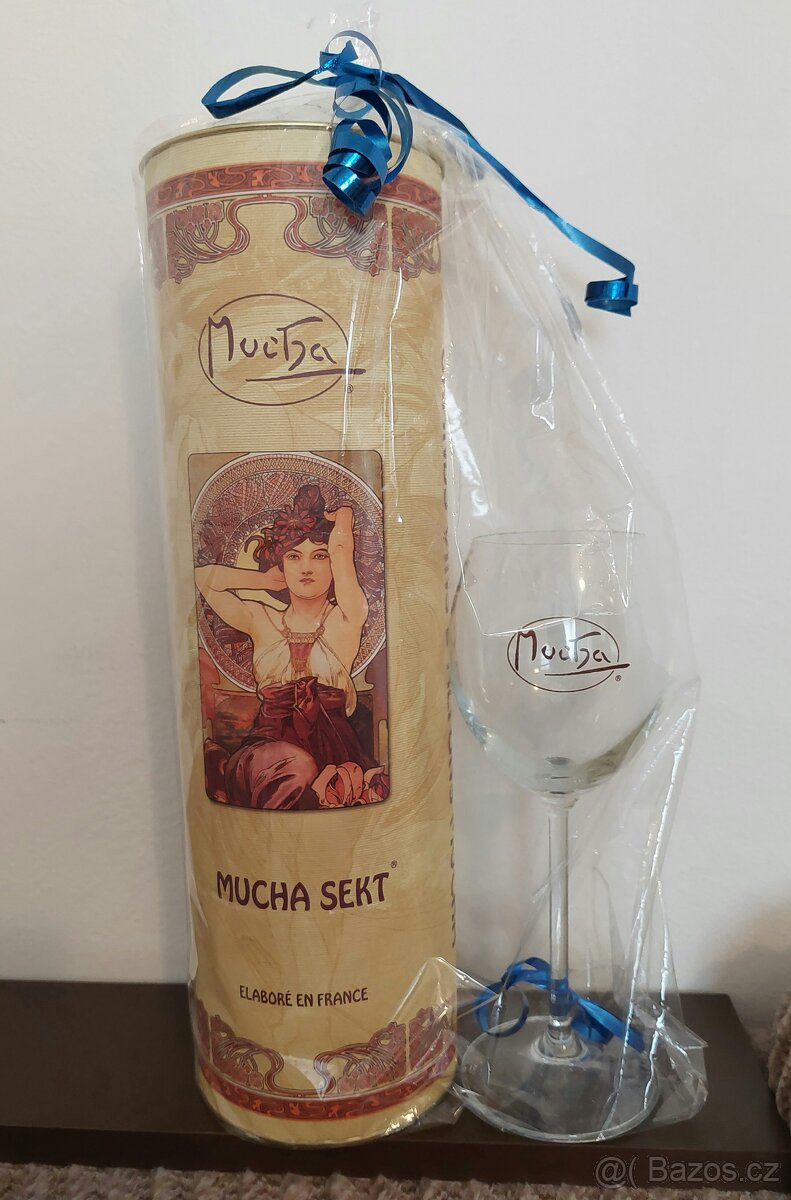 Mucha
®
Mucha
®
MUCHA SEKT®
ELABORÉ EN FRANCE
@( Bazos.cz